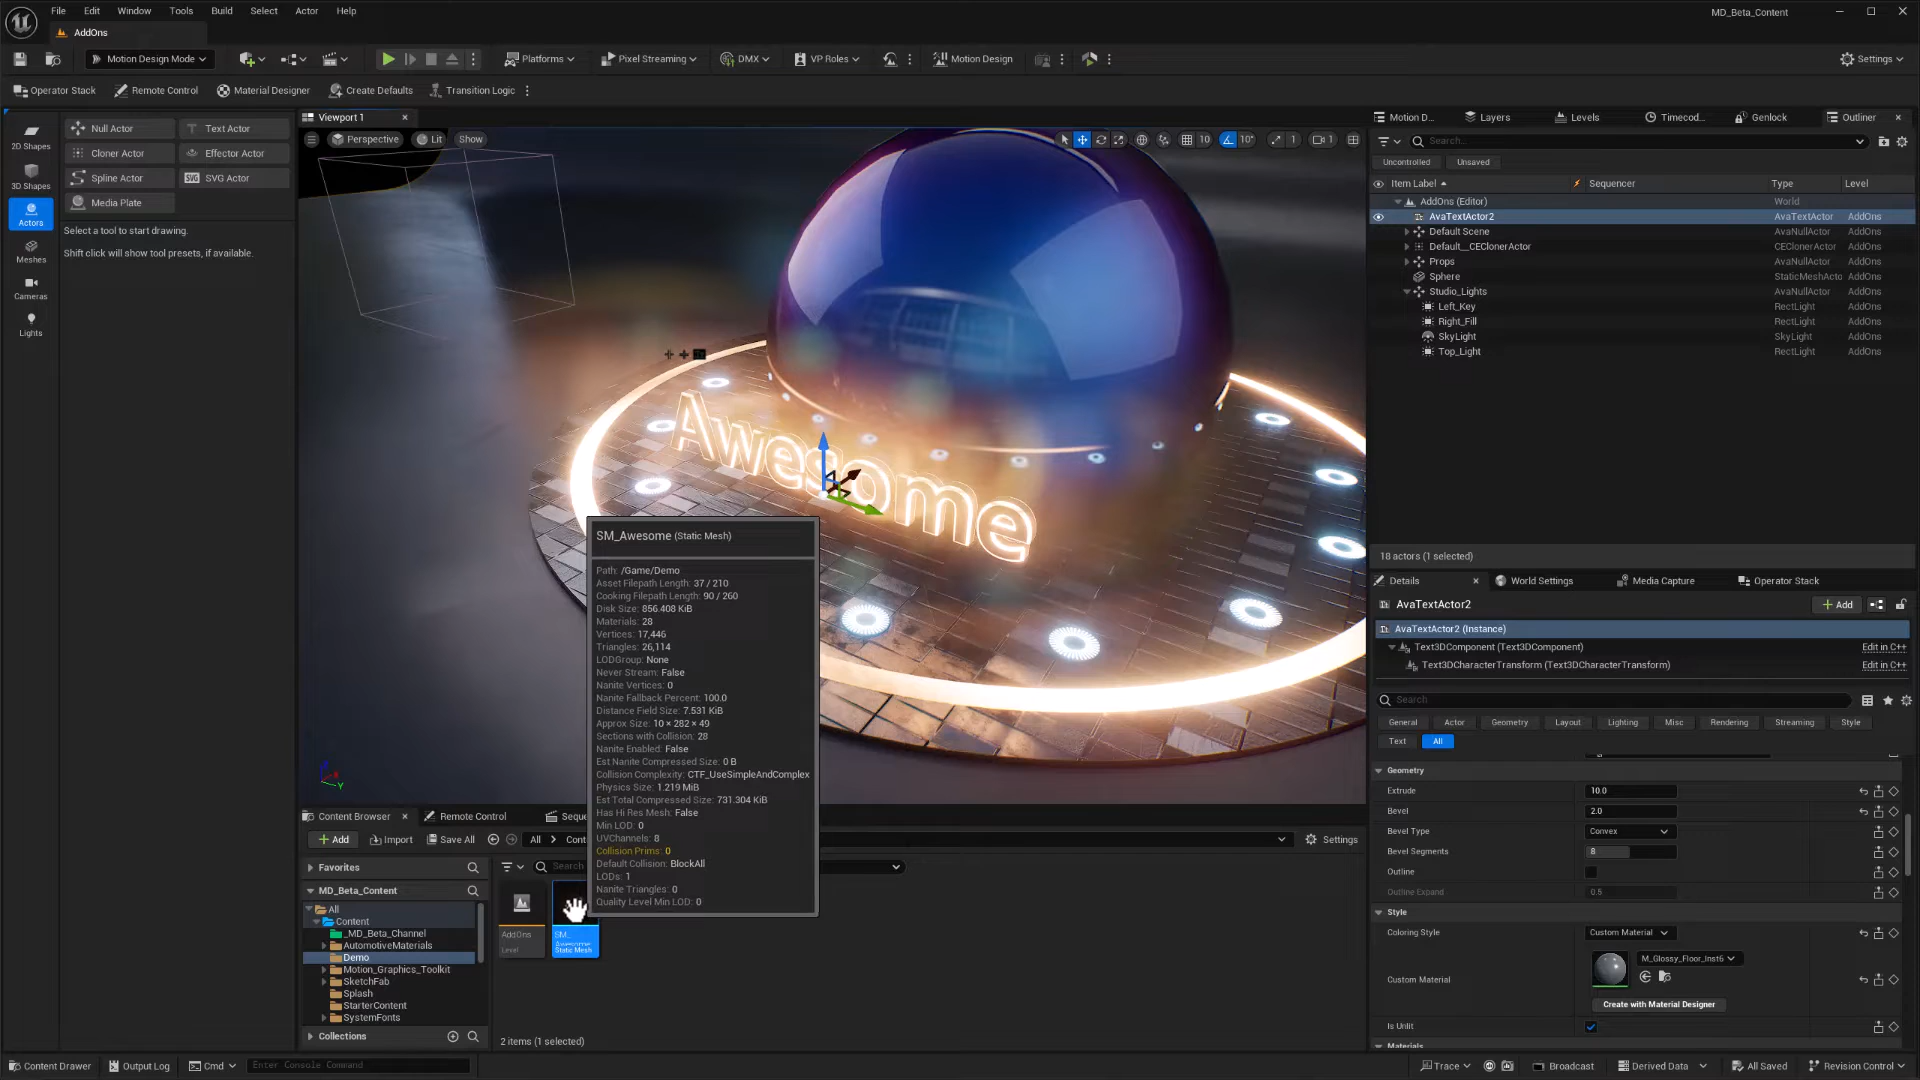 File Edit Window Tools Build Select Actor Help
MD_Beta_Content
AddOns
Motion Design Mode
Platforms
Pixel Streaming
DMX
VP Roles
Motion Design
Settings
Operator Stack
Remote Control
Material Designer
Create Defaults
Transition Logic
2D Shapes
3D Shapes
Actors
Meshes
Cameras
Lights
Null Actor
Text Actor
Cloner Actor
Effector Actor
Spline Actor
SVG SVG Actor
Media Plate
Select a tool to start drawing.
Shift click will show tool presets, if available.
Viewport 1
Perspective Lit Show
10 10° 1 1
Awesome
SM_Awesome (Static Mesh)
Path: /Game/Demo
Asset Filepath Length: 37 / 210
Cooking Filepath Length: 90 / 260
Disk Size: 856.408 KiB
Materials: 28
Vertices: 17,446
Triangles: 26,114
LODGroup: None
Never Stream: False
Nanite Vertices: 0
Nanite Fallback Percent: 100.0
Distance Field Size: 7.531 KiB
Approx Size: 10 × 282 × 49
Sections with Collision: 28
Nanite Enabled: False
Est Nanite Compressed Size: 0 B
Collision Complexity: CTF_UseSimpleAndComplex
Physics Size: 1.219 MiB
Est Total Compressed Size: 731.304 KiB
Has Hi Res Mesh: False
Min LOD: 0
UVChannels: 8
Collision Prims: 0
Default Collision: BlockAll
LODs: 1
Nanite Triangles: 0
Quality Level Min LOD: 0
Z X Y
Content Browser
Remote Control
Add
Import
Save All
All
Settings
Favorites
Search
MD_Beta_Content
All
Content
_MD_Beta_Channel
AutomotiveMaterials
Demo
Motion_Graphics_Toolkit
SketchFab
Splash
StarterContent
SystemFonts
Collections
AddOns
Level
SM_
Awesome
Static Mesh
2 items (1 selected)
Motion D...
Layers
Levels
Timecod...
Genlock
Outliner
Search...
Uncontrolled
Unsaved
Item Label Sequencer Type Level
AddOns (Editor) World
AvaTextActor2 AvaTextActor AddOns
Default Scene AvaNullActor AddOns
Default__CEClonerActor CEClonerActor AddOns
Props AvaNullActor AddOns
Sphere StaticMeshActo AddOns
Studio_Lights AvaNullActor AddOns
Left_Key RectLight AddOns
Right_Fill RectLight AddOns
SkyLight SkyLight AddOns
Top_Light RectLight AddOns
18 actors (1 selected)
Details
World Settings
Media Capture
Operator Stack
AvaTextActor2
Add
AvaTextActor2 (Instance)
Text3DComponent (Text3DComponent) Edit in C++
Text3DCharacterTransform (Text3DCharacterTransform) Edit in C++
Search
General Actor Geometry Layout Lighting Misc Rendering Streaming Style
Text All
Geometry
Extrude 10.0
Bevel 2.0
Bevel Type Convex
Bevel Segments 8
Outline
Outline Expand 0.5
Style
Coloring Style Custom Material
M_Glossy_Floor_Inst6
Custom Material
Create with Material Designer
Is Unlit
Materials
Content Drawer
Output Log
Cmd
Enter Console Command
Trace
Broadcast
Derived Data
All Saved
Revision Control